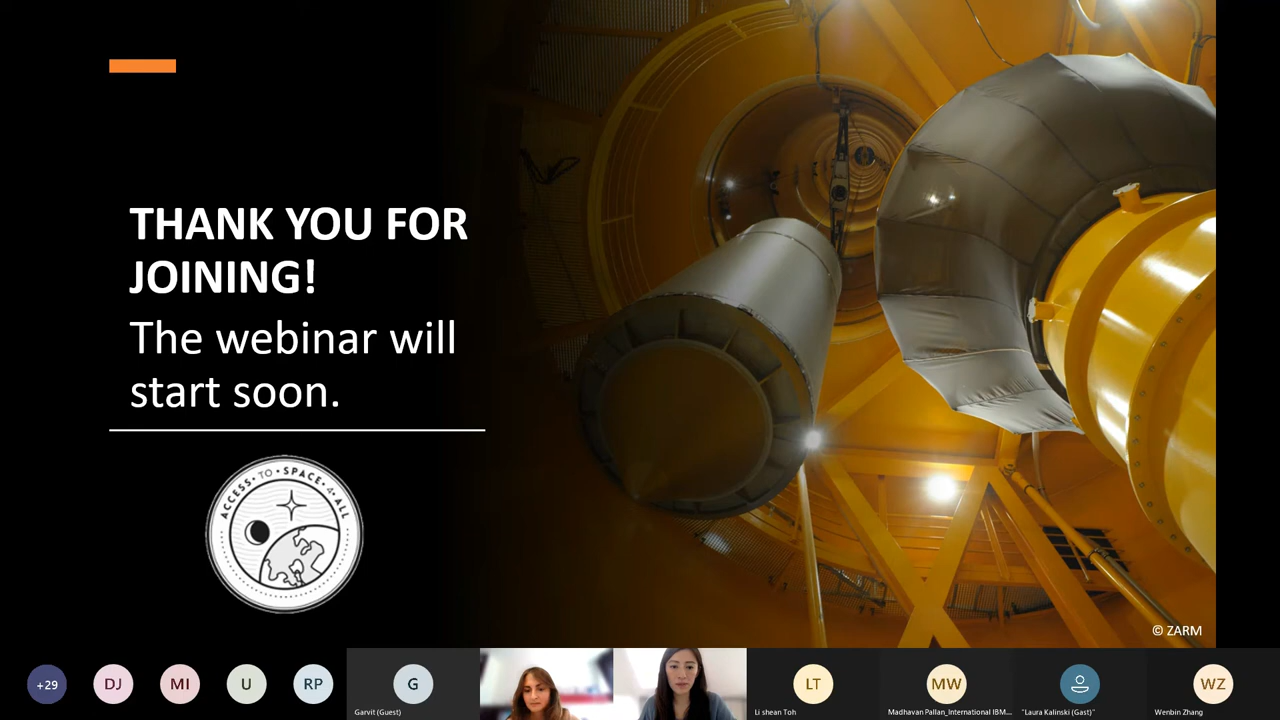 THANK YOU FOR
JOINING!
The webinar will
start soon.
ACCESS • TO • SPACE • 4 • ALL
© ZARM
+29
DJ
MI
U
RP
G
LT
MW
WZ
Garvit (Guest)
Li shean Toh
Madhavan Pallan_International IBM...
"Laura Kalinski (Gast)"
Wenbin Zhang